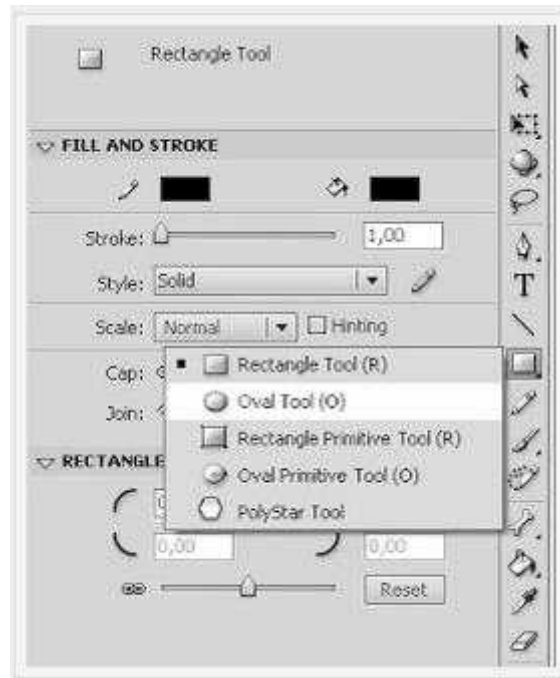 Rectangle Tool
FILL AND STROKE
Stroke: 1,00
Style: Solid
Scale: Normal Hinting
Cap:
Rectangle Tool (R)
Join:
Oval Tool (O)
Rectangle Primitive Tool (R)
RECTANGLE
Oval Primitive Tool (O)
PolyStar Tool
0,00 0,00
Reset
T